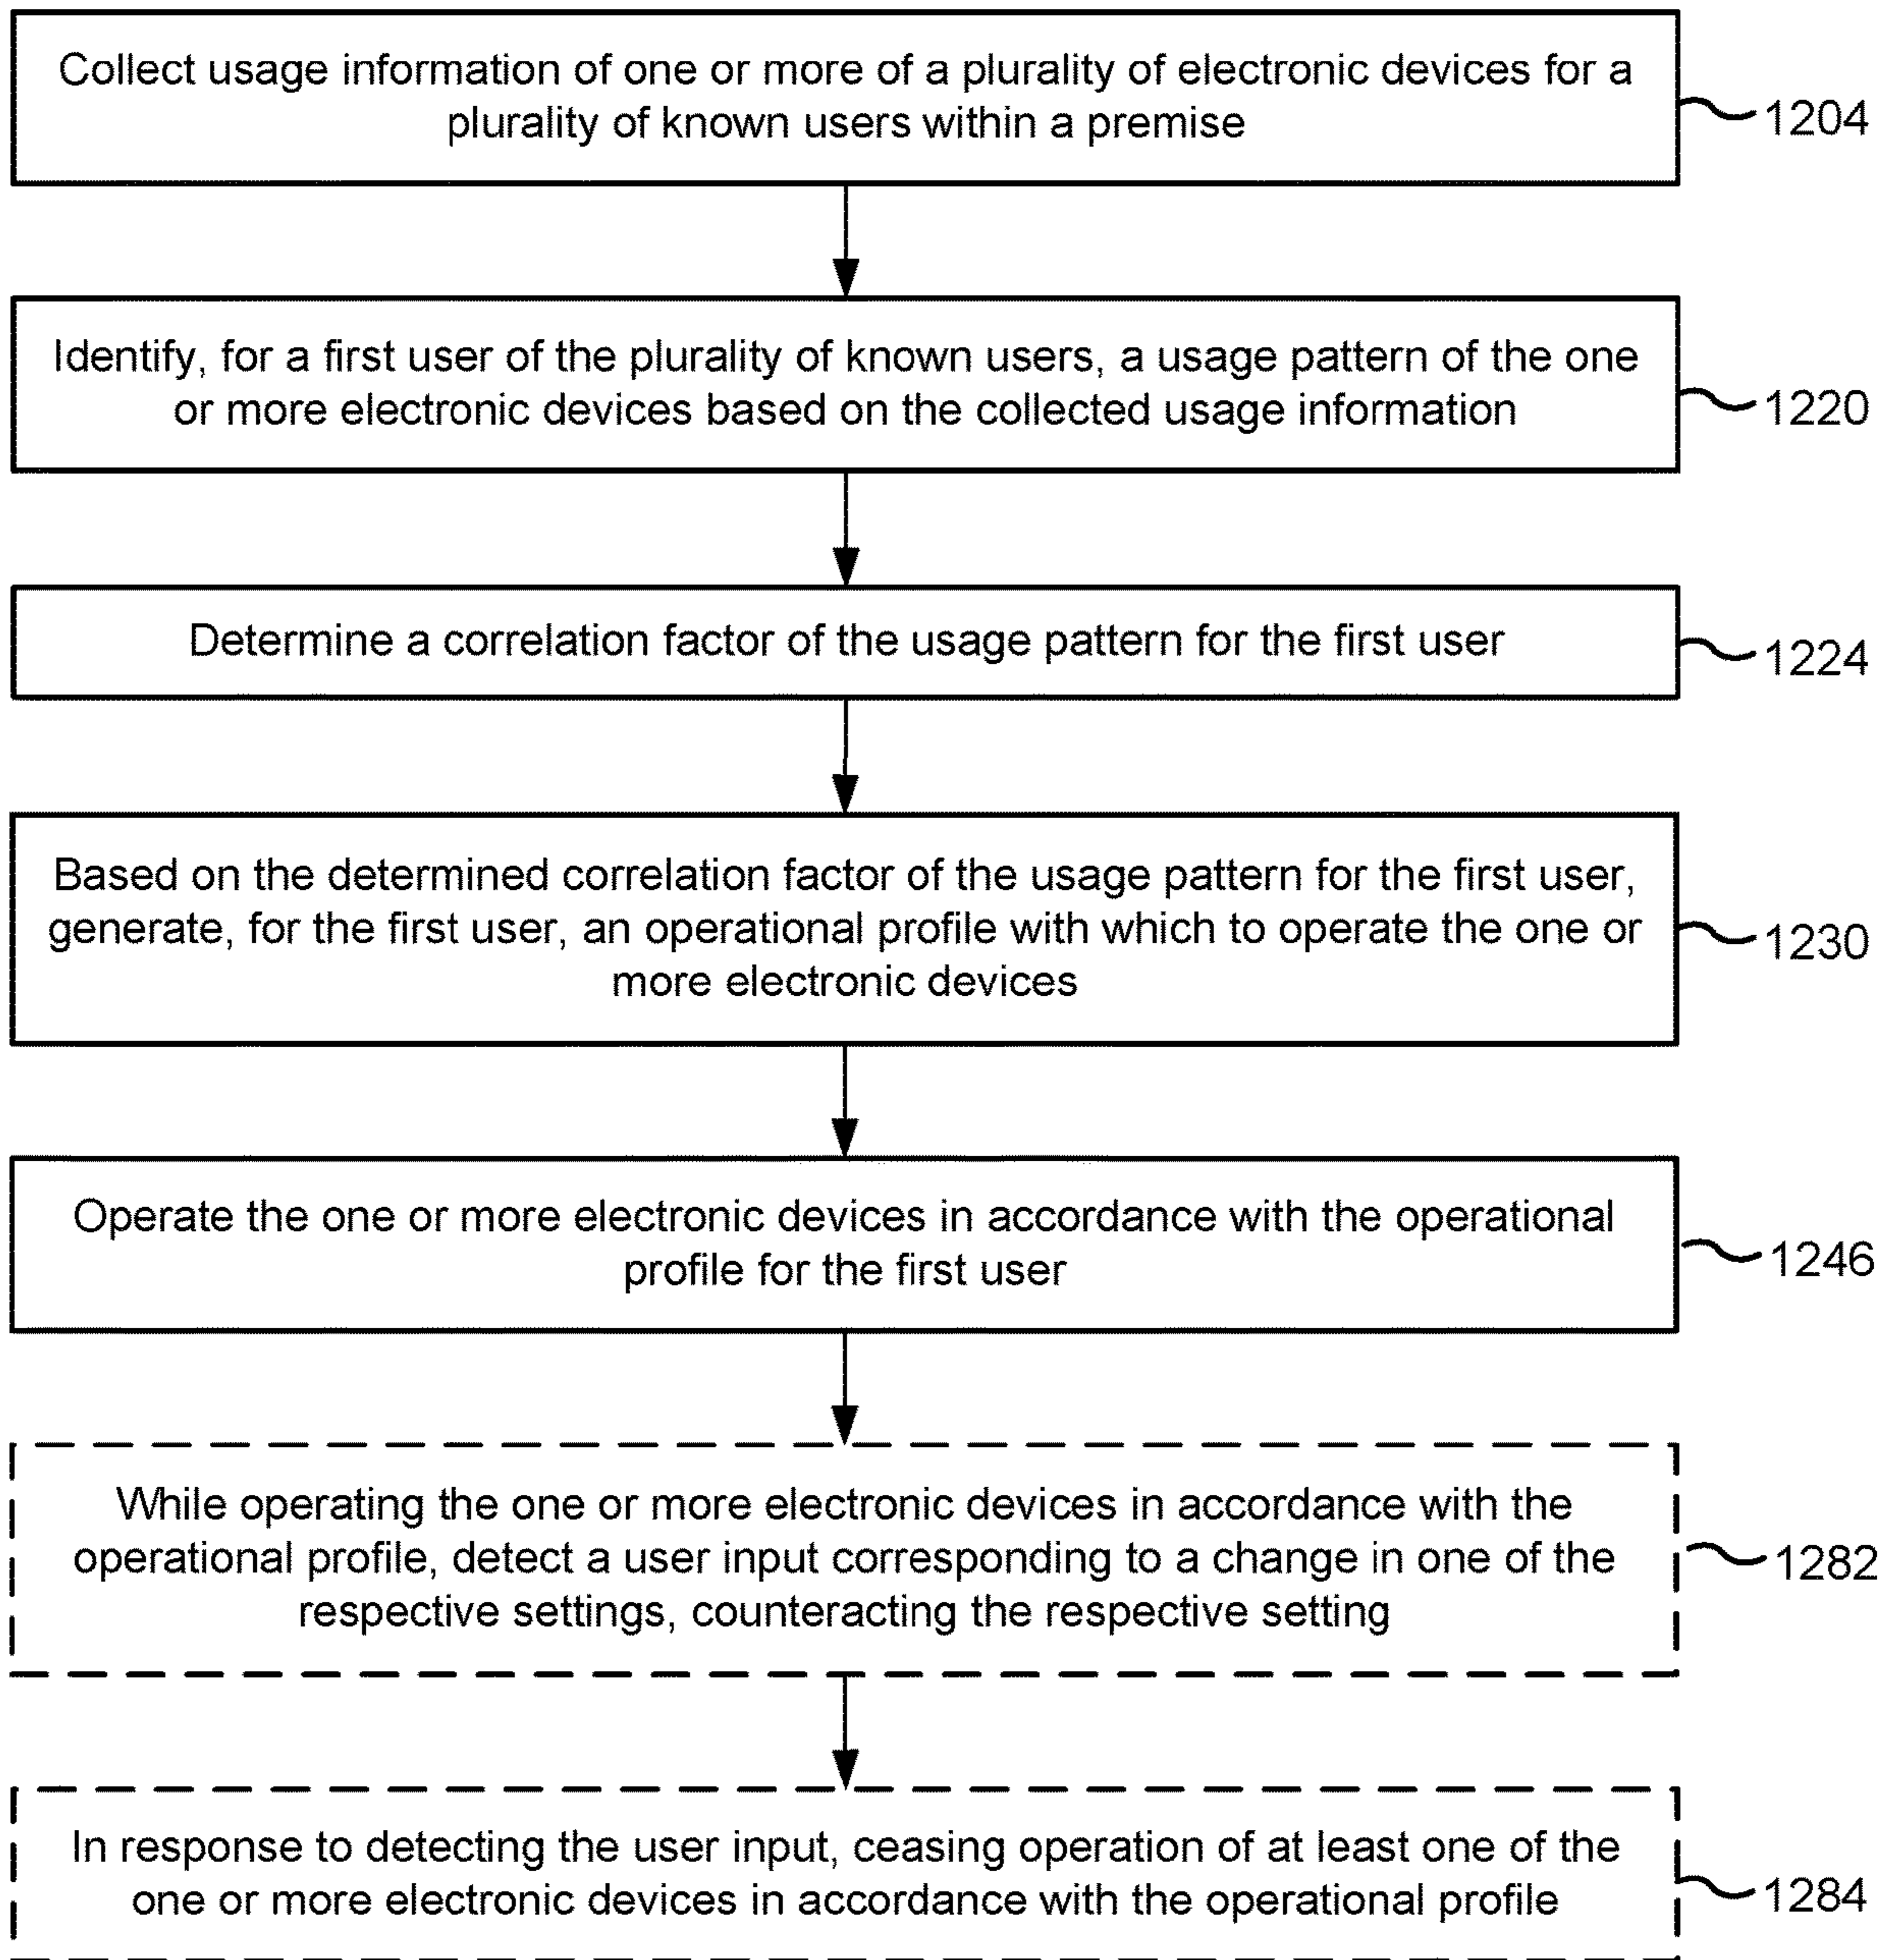 Collect usage information of one or more of a plurality of electronic devices for a
plurality of known users within a premise
1204
Identify, for a first user of the plurality of known users, a usage pattern of the one
or more electronic devices based on the collected usage information
1220
Determine a correlation factor of the usage pattern for the first user
1224
Based on the determined correlation factor of the usage pattern for the first user,
generate, for the first user, an operational profile with which to operate the one or
more electronic devices
1230
Operate the one or more electronic devices in accordance with the operational
profile for the first user
1246
While operating the one or more electronic devices in accordance with the
operational profile, detect a user input corresponding to a change in one of the
respective settings, counteracting the respective setting
1282
In response to detecting the user input, ceasing operation of at least one of the
one or more electronic devices in accordance with the operational profile
1284